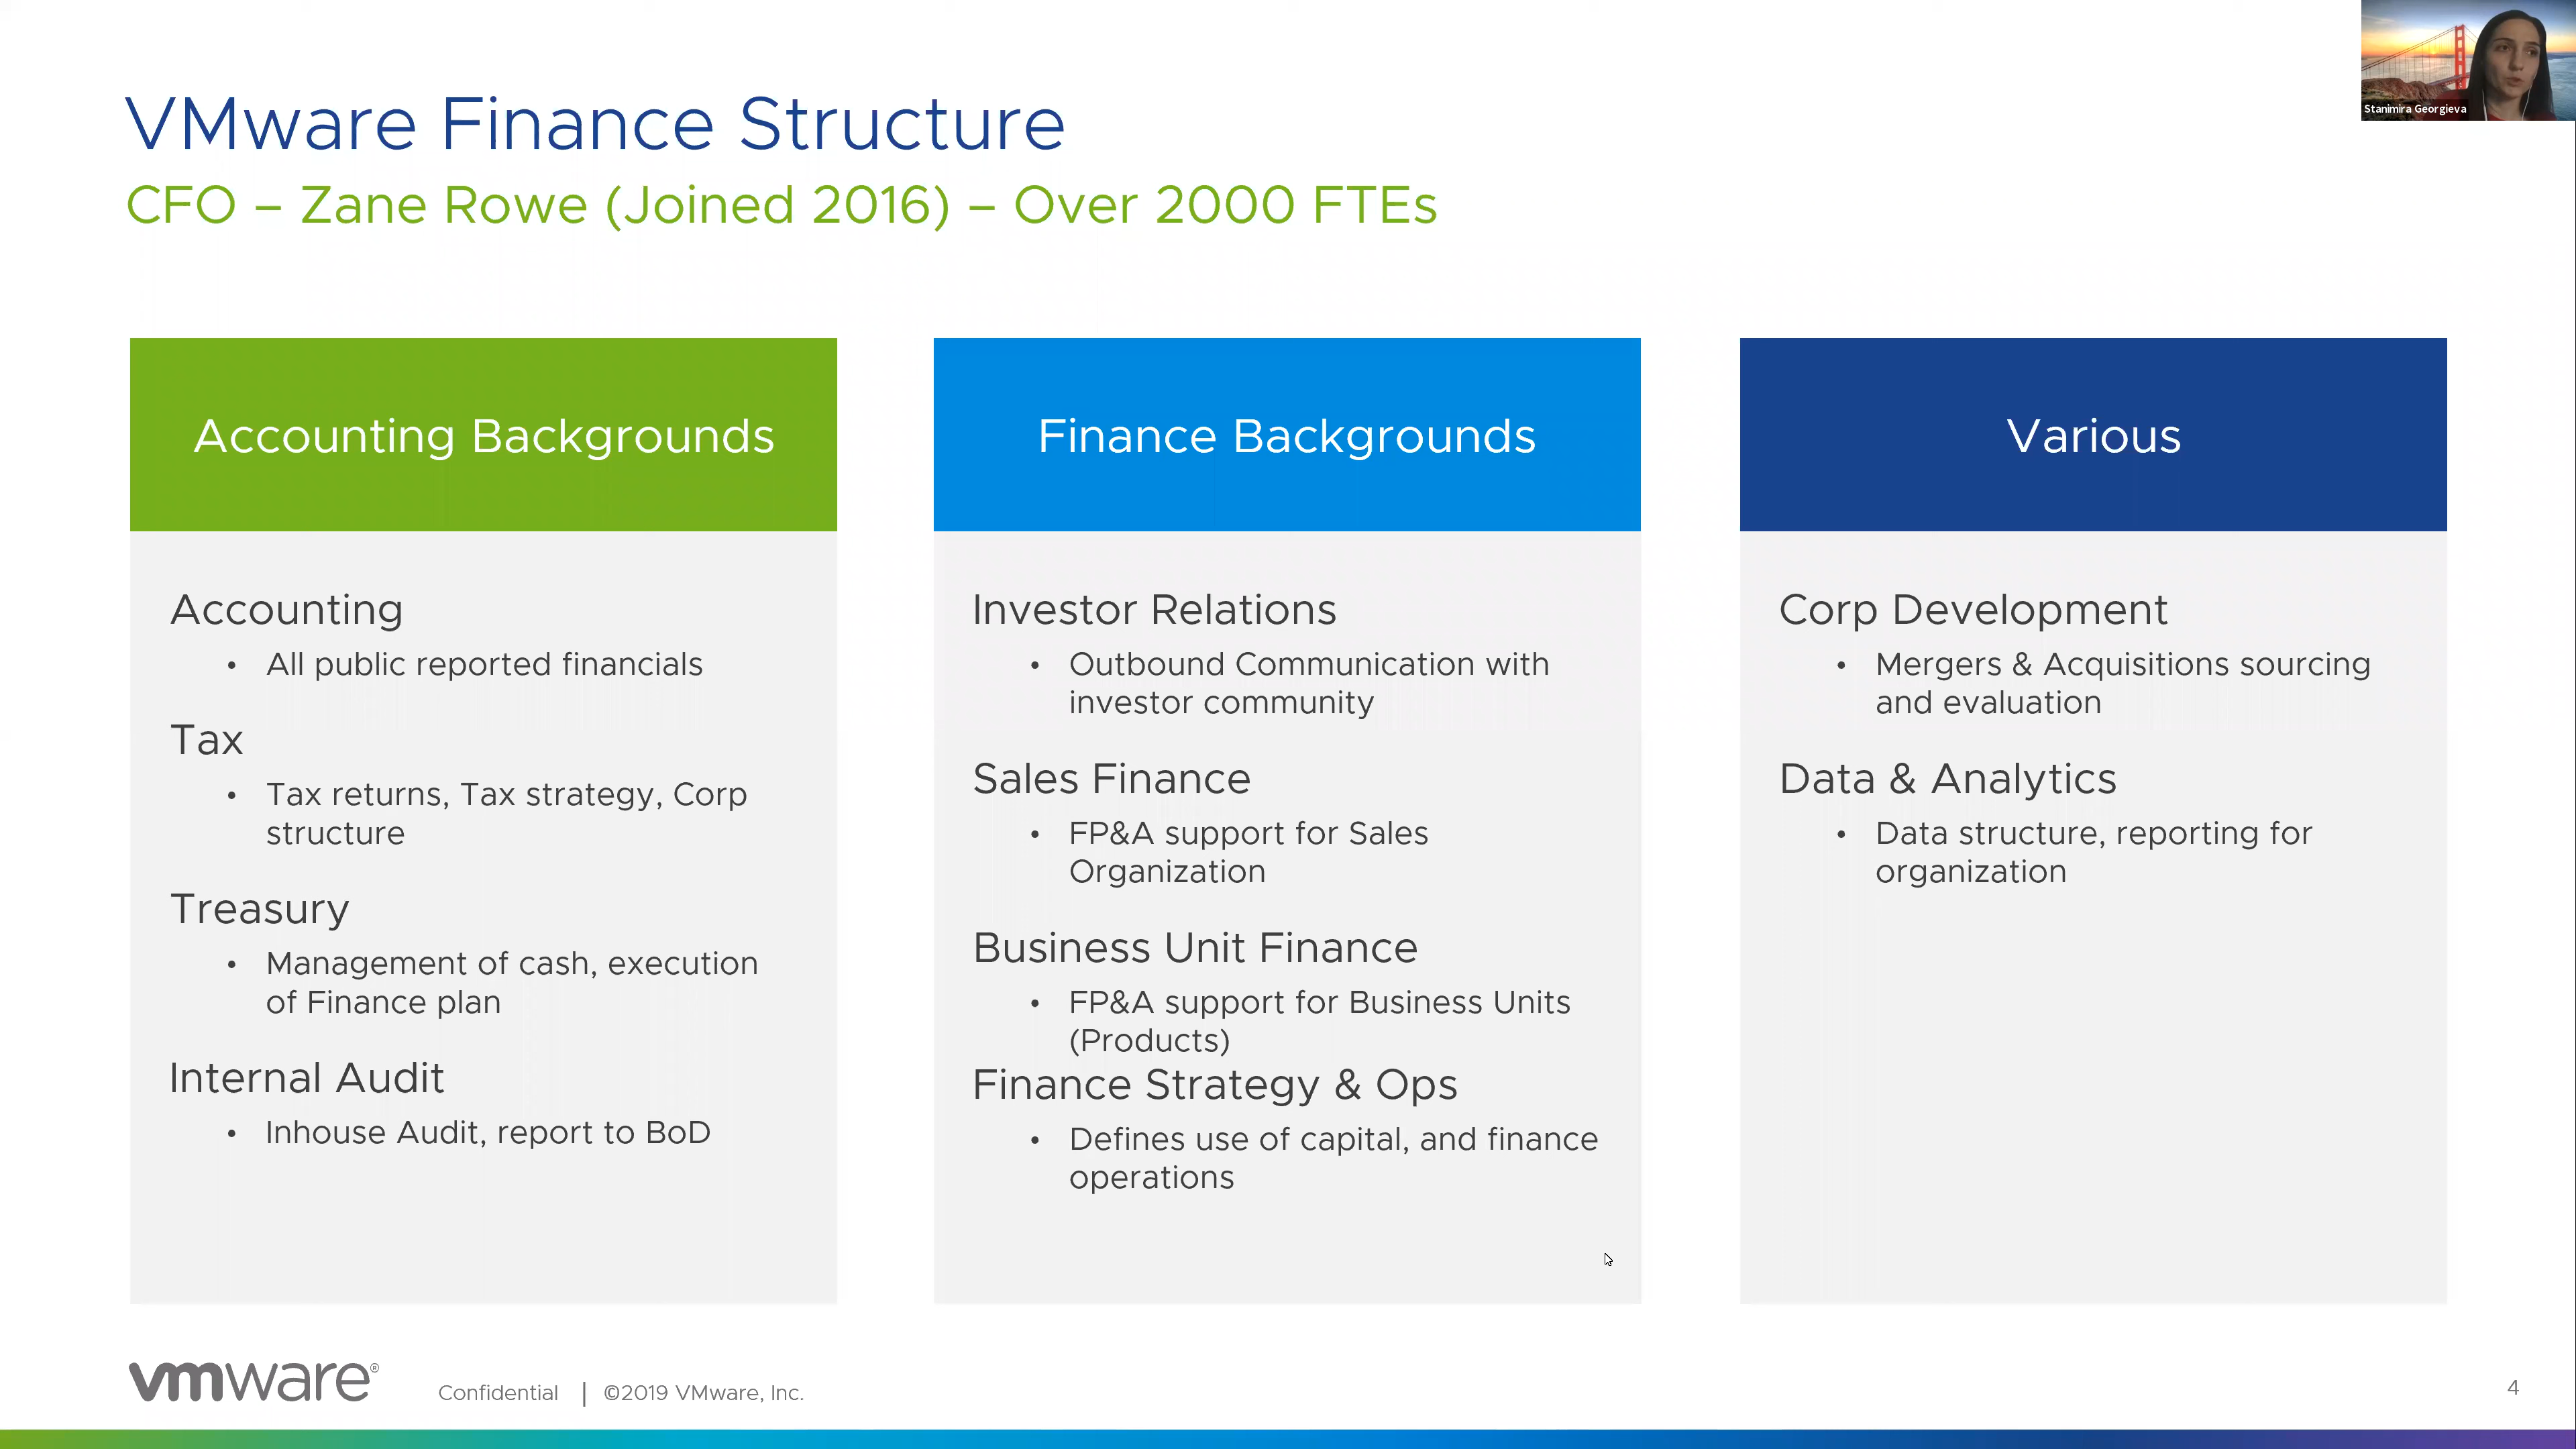 VMware Finance Structure
CFO – Zane Rowe (Joined 2016) – Over 2000 FTEs
Stanimira Georgieva
Accounting Backgrounds
Accounting
• All public reported financials
Tax
• Tax returns, Tax strategy, Corp
structure
Treasury
• Management of cash, execution
of Finance plan
Internal Audit
• Inhouse Audit, report to BoD
Finance Backgrounds
Investor Relations
• Outbound Communication with
investor community
Sales Finance
• FP&A support for Sales
Organization
Business Unit Finance
• FP&A support for Business Units
(Products)
Finance Strategy & Ops
• Defines use of capital, and finance
operations
Various
Corp Development
• Mergers & Acquisitions sourcing
and evaluation
Data & Analytics
• Data structure, reporting for
organization
vmware®
Confidential | ©2019 VMware, Inc.
4